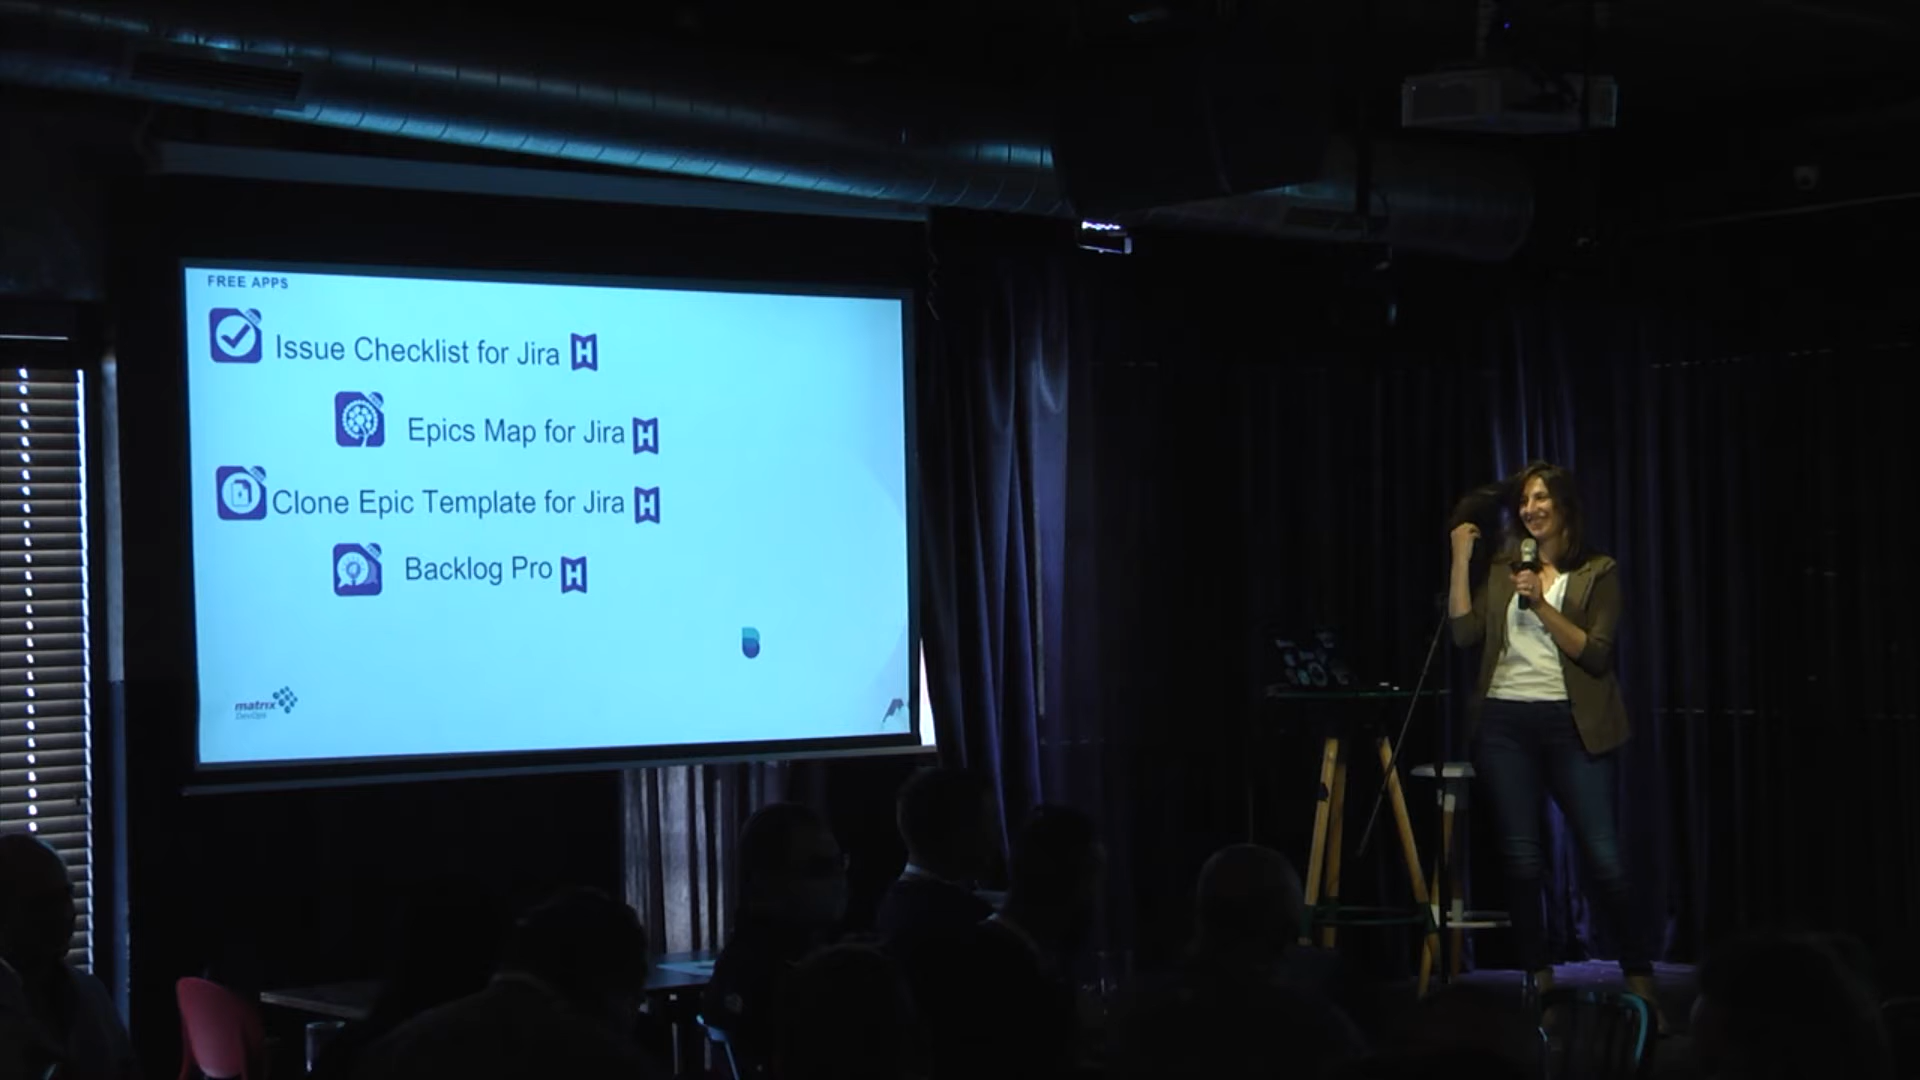 FREE APPS
Issue Checklist for Jira
Epics Map for Jira
Clone Epic Template for Jira
Backlog Pro
matrix
DevOps